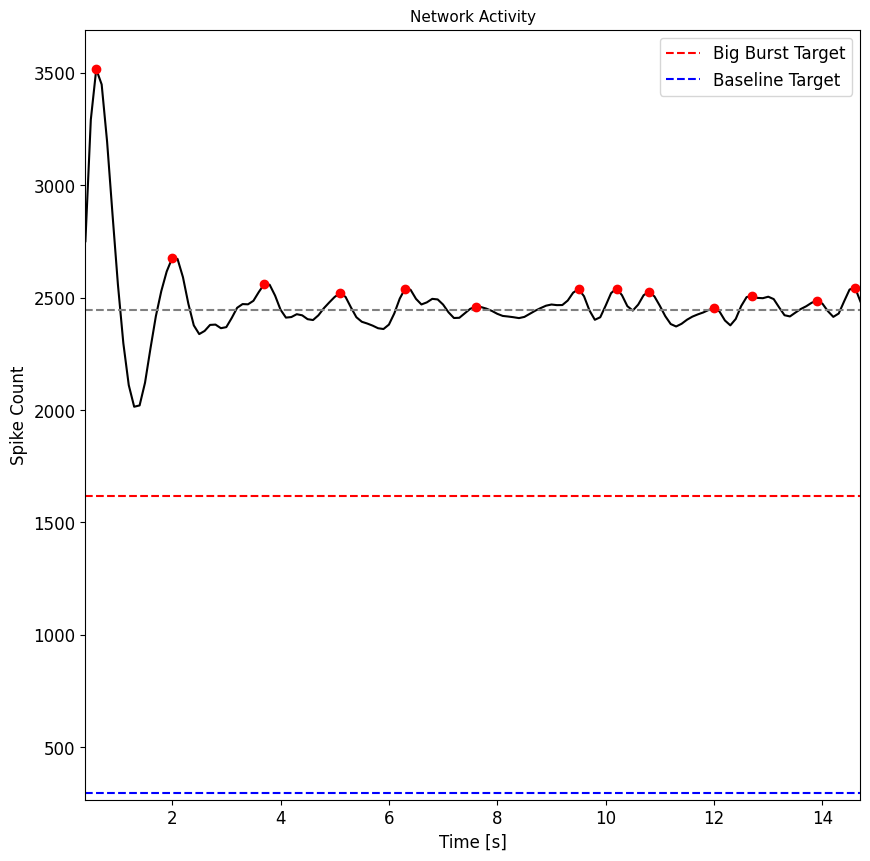 Network Activity
Big Burst Target
Baseline Target
Spike Count
3500
3000
2500
2000
1500
1000
500
2 4 6 8 10 12 14
Time [s]